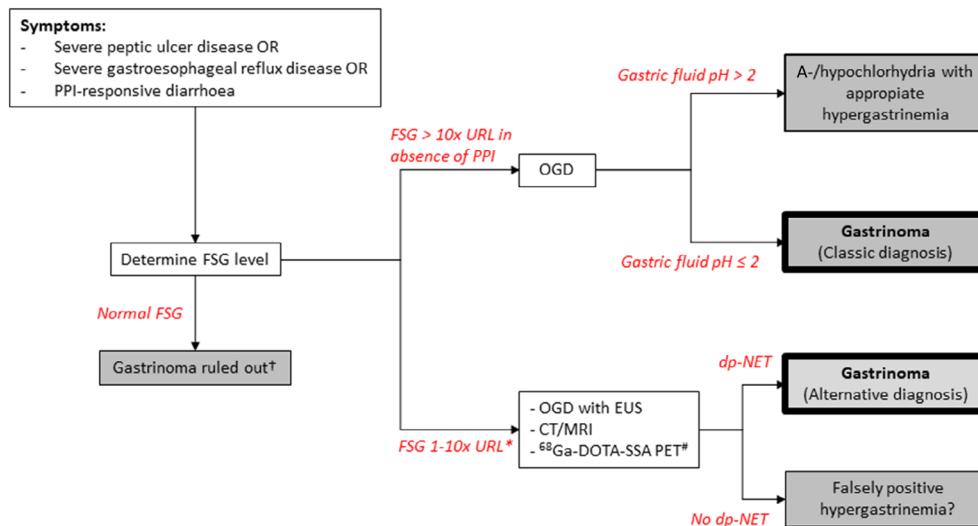 Symptoms:
- Severe peptic ulcer disease OR
- Severe gastroesophageal reflux disease OR
- PPI-responsive diarrhoea
Determine FSG level
Normal FSG
Gastrinoma ruled out†
FSG > 10x URL in
absence of PPI
OGD
Gastric fluid pH > 2
A-/hypochlorhydria with
appropiate
hypergastrinemia
Gastric fluid pH ≤ 2
Gastrinoma
(Classic diagnosis)
FSG 1-10x URL*
- OGD with EUS
- CT/MRI
- ⁶⁸Ga-DOTA-SSA PET#
dp-NET
Gastrinoma
(Alternative diagnosis)
No dp-NET
Falsely positive
hypergastrinemia?